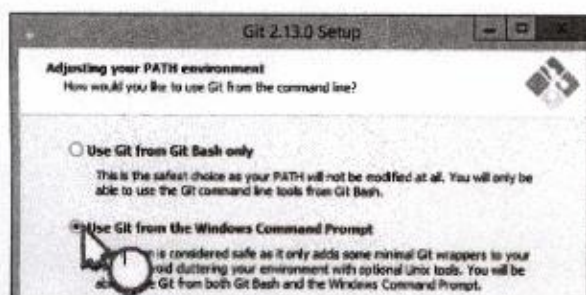 Git 2.13.0 Setup
Adjusting your PATH environment
How would you like to use Git from the command line?
Use Git from Git Bash only
This is the safest choice as your PATH will not be modified at all. You will only be
able to use the Git command line tools from Git Bash.
Use Git from the Windows Command Prompt
is considered safe as it only adds some minimal Git wrappers to your
void cluttering your environment with optional Unix tools. You will be
Git from both Git Bash and the Windows Command Prompt.